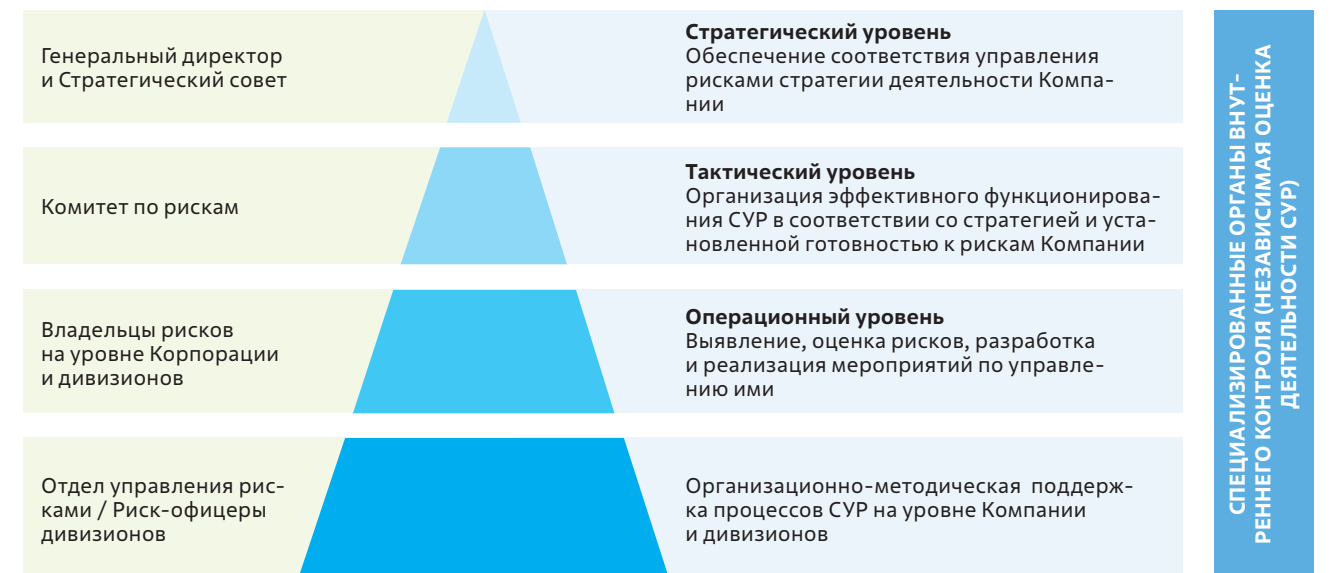 Генеральный директор
и Стратегический совет
Стратегический уровень
Обеспечение соответствия управления
рисками стратегии деятельности Компа-
нии
Комитет по рискам
Тактический уровень
Организация эффективного функционирова-
ния СУР в соответствии со стратегией и уста-
новленной готовностью к рискам Компании
Владельцы рисков
на уровне Корпорации
и дивизионов
Операционный уровень
Выявление, оценка рисков, разработка
и реализация мероприятий по управле-
нию ими
Отдел управления рис-
ками / Риск-офицеры
дивизионов
Организационно-методическая поддерж-
ка процессов СУР на уровне Компании
и дивизионов
СПЕЦИАЛИЗИРОВАННЫЕ ОРГАНЫ ВНУТ-
РЕННЕГО КОНТРОЛЯ (НЕЗАВИСИМАЯ ОЦЕНКА
ДЕЯТЕЛЬНОСТИ СУР)